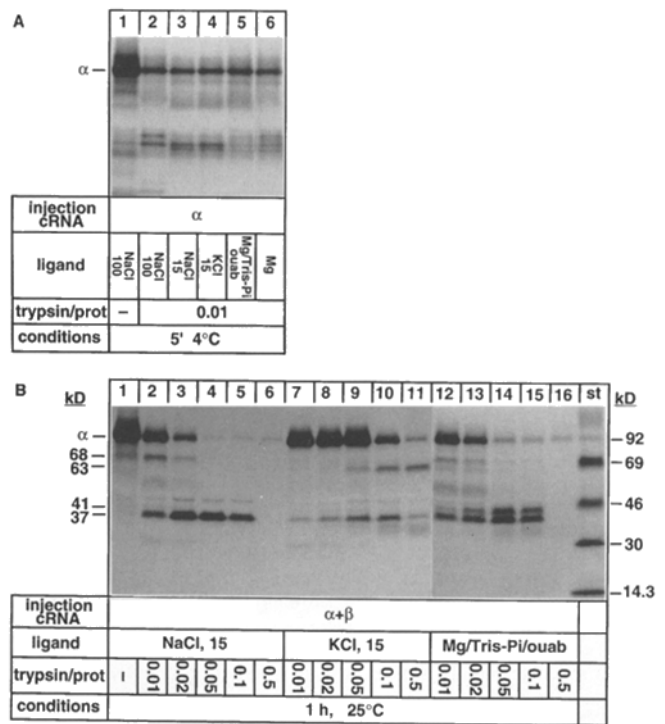 A
1 2 3 4 5 6
α
injection cRNA
α
ligand
NaCl 100
NaCl 100
NaCl 15
KCl 15
Mg/Tris-Pi ouab
Mg
trypsin/prot – 0.01
conditions 5' 4°C
B
kD 1 2 3 4 5 6 7 8 9 10 11 12 13 14 15 16 st kD
α
68
63
41
37
92
69
46
30
14.3
injection cRNA
α+β
ligand NaCl, 15 KCl, 15 Mg/Tris-Pi/ouab
trypsin/prot – 0.01 0.02 0.05 0.1 0.5 0.01 0.02 0.05 0.1 0.5 0.01 0.02 0.05 0.1 0.5
conditions 1 h, 25°C